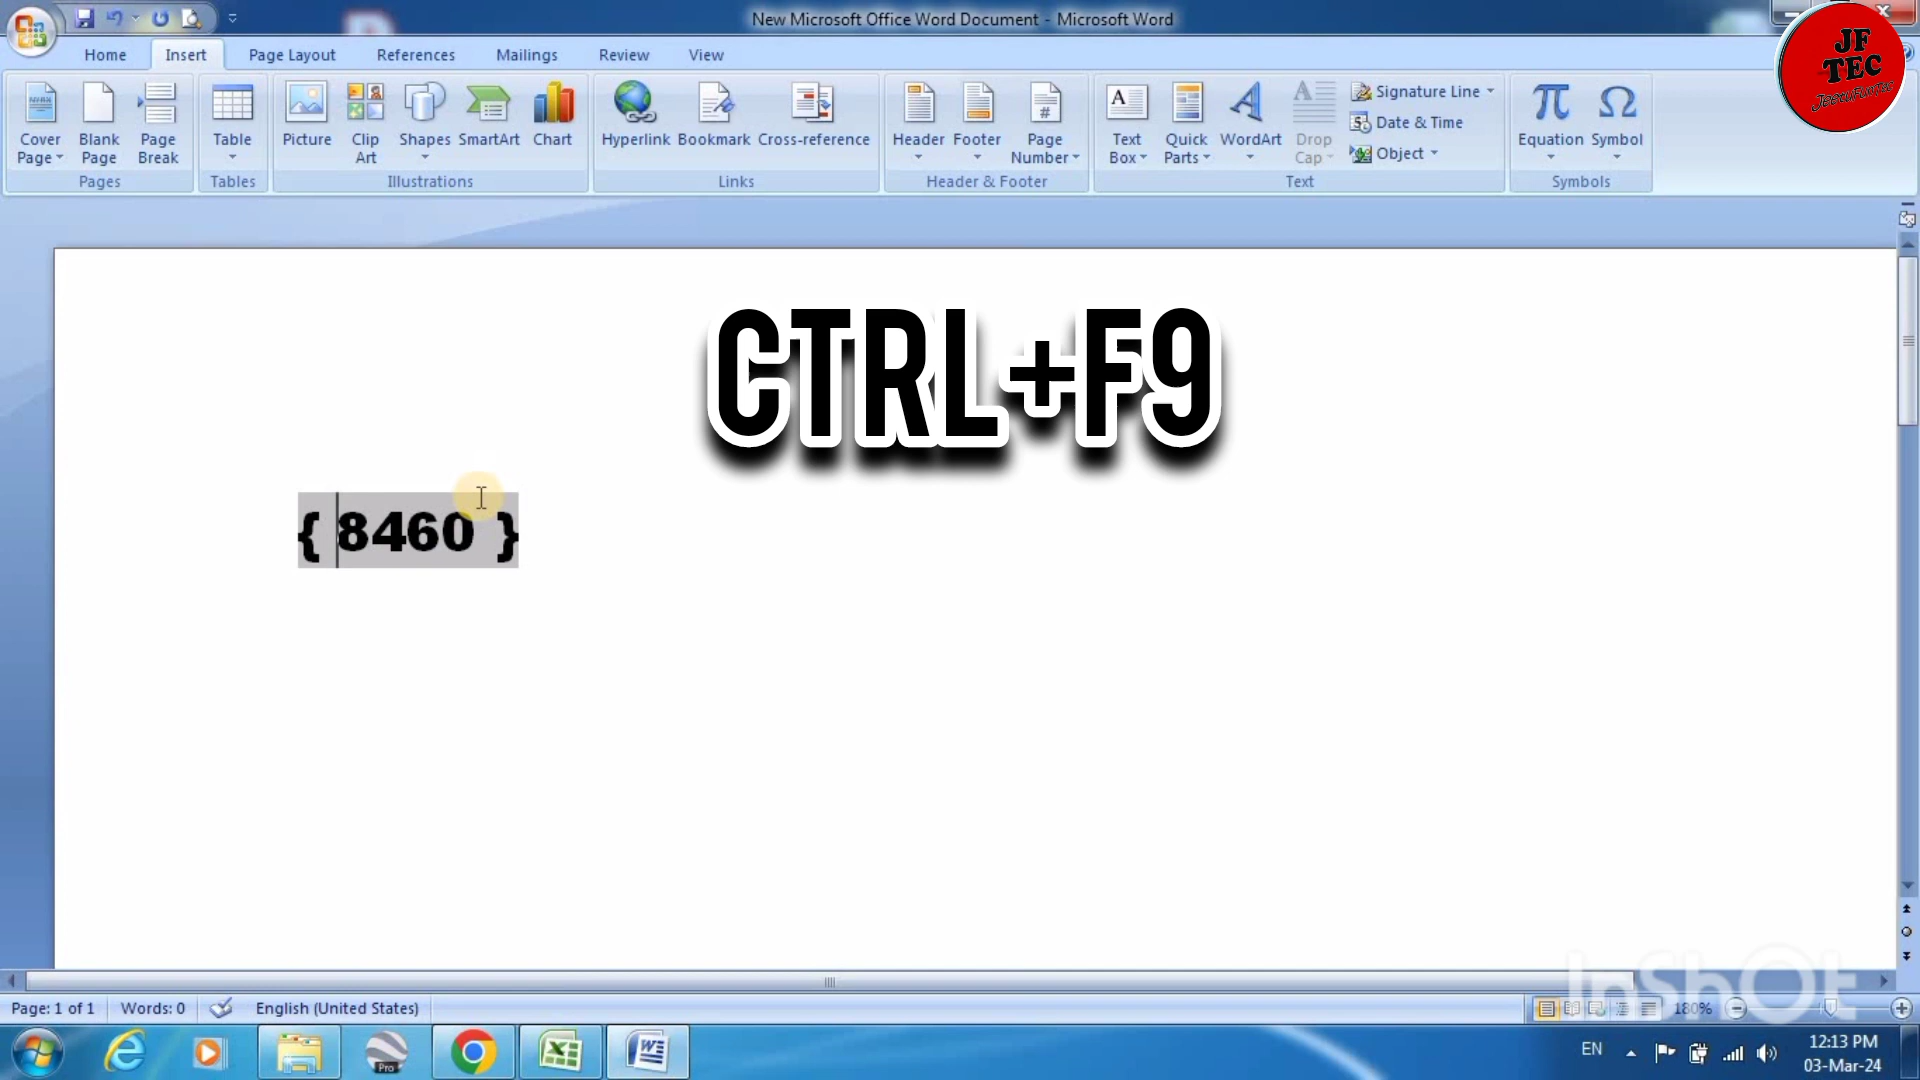 New Microsoft Office Word Document - Microsoft Word
JF
TEC
JeetuFuntec
Home Insert Page Layout References Mailings Review View
Cover Page
Blank Page
Page Break
Pages
Table
Tables
Picture
Clip Art
Shapes
SmartArt
Chart
Illustrations
Hyperlink
Bookmark
Cross-reference
Links
Header
Footer
Page Number
Header & Footer
Text Box
Quick Parts
WordArt
Drop Cap
Signature Line
Date & Time
Object
Text
Equation
Symbol
Symbols
CTRL+F9
{ 8460 }
InShOt
Page: 1 of 1 Words: 0 English (United States) 180%
Pro
EN
12:13 PM
03-Mar-24